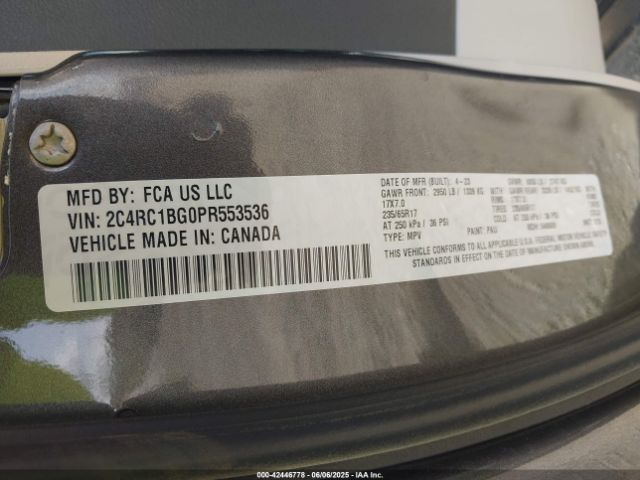 MFD BY: FCA US LLC
VIN: 2C4RC1BG0PR553536
VEHICLE MADE IN: CANADA
DATE OF MFR (BUILT): 4-23
GAWR FRONT: 2950 LB / 1339 KG
17X7.0
235/65R17
AT 250 kPa / 36 PSI
TYPE: MPV PAINT: PAU
THIS VEHICLE CONFORMS TO ALL APPLICABLE U.S.A. FEDERAL MOTOR VEHICLE
STANDARDS IN EFFECT ON THE DATE OF MANUFACTURE SHOWN ABOVE.
000-42446778 - 06/06/2025 - IAAI, Inc.